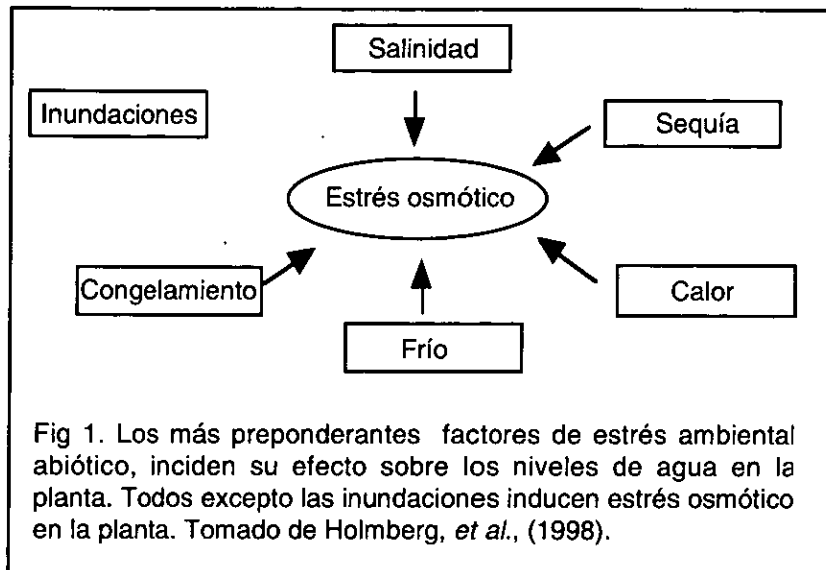 Salinidad
Inundaciones
Sequía
Estrés osmótico
Congelamiento
Calor
Frío
Fig 1. Los más preponderantes factores de estrés ambiental
abiótico, inciden su efecto sobre los niveles de agua en la
planta. Todos excepto las inundaciones inducen estrés osmótico
en la planta. Tomado de Holmberg, et al., (1998).